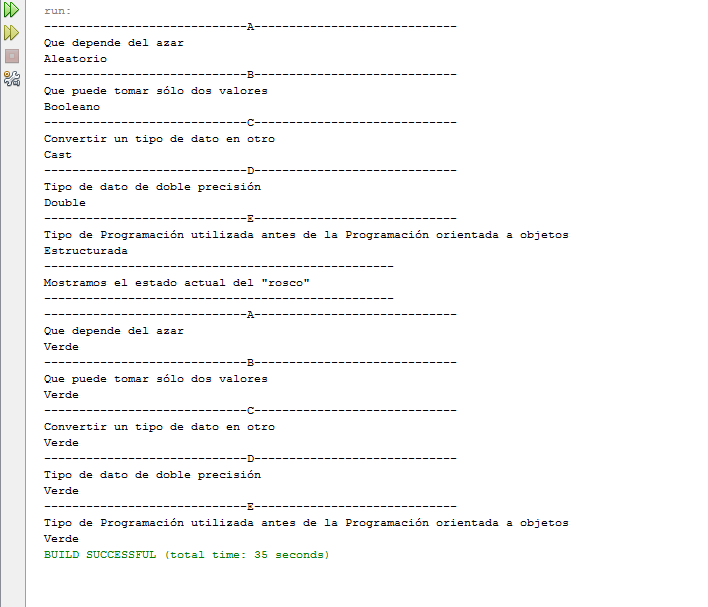 run:
-----------------------------A-----------------------------
Que depende del azar
Aleatorio
-----------------------------B-----------------------------
Que puede tomar sólo dos valores
Booleano
-----------------------------C-----------------------------
Convertir un tipo de dato en otro
Cast
-----------------------------D-----------------------------
Tipo de dato de doble precisión
Double
-----------------------------E-----------------------------
Tipo de Programación utilizada antes de la Programación orientada a objetos
Estructurada
--------------------------------------------------
Mostramos el estado actual del "rosco"
--------------------------------------------------
-----------------------------A-----------------------------
Que depende del azar
Verde
-----------------------------B-----------------------------
Que puede tomar sólo dos valores
Verde
-----------------------------C-----------------------------
Convertir un tipo de dato en otro
Verde
-----------------------------D-----------------------------
Tipo de dato de doble precisión
Verde
-----------------------------E-----------------------------
Tipo de Programación utilizada antes de la Programación orientada a objetos
Verde
BUILD SUCCESSFUL (total time: 35 seconds)